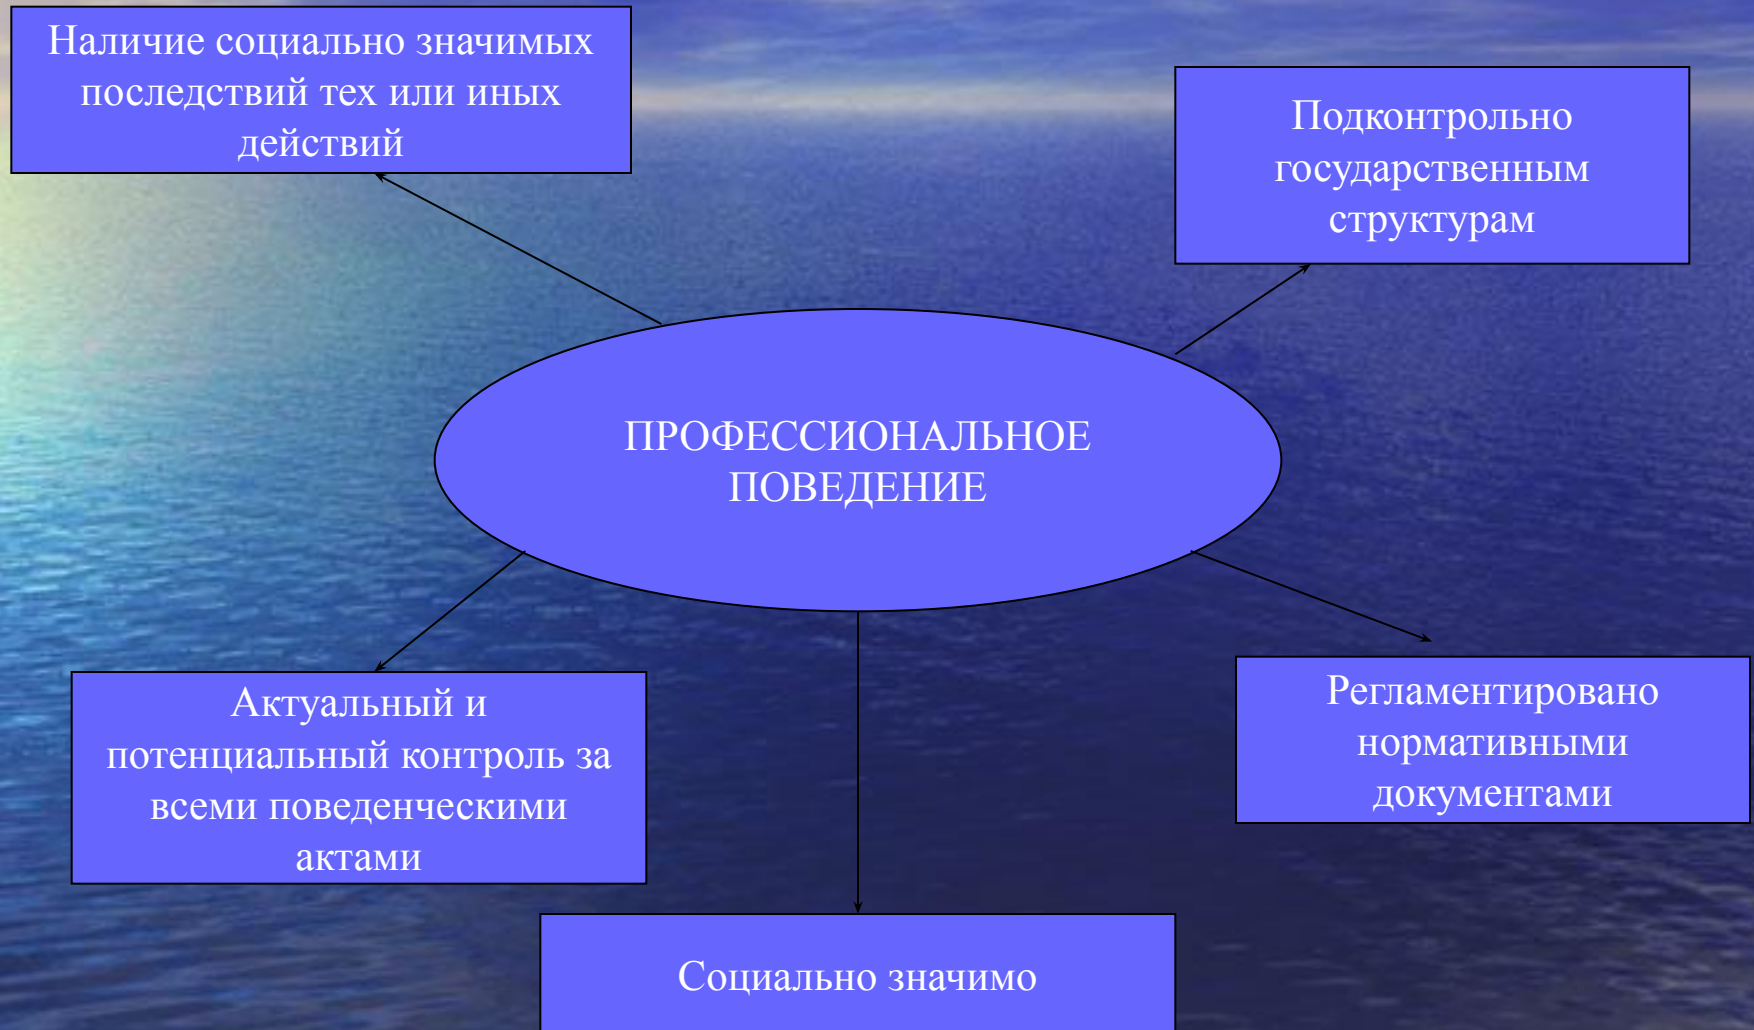 Наличие социально значимых
последствий тех или иных
действий
Подконтрольно
государственным
структурам
ПРОФЕССИОНАЛЬНОЕ
ПОВЕДЕНИЕ
Актуальный и
потенциальный контроль за
всеми поведенческими
актами
Регламентировано
нормативными
документами
Социально значимо